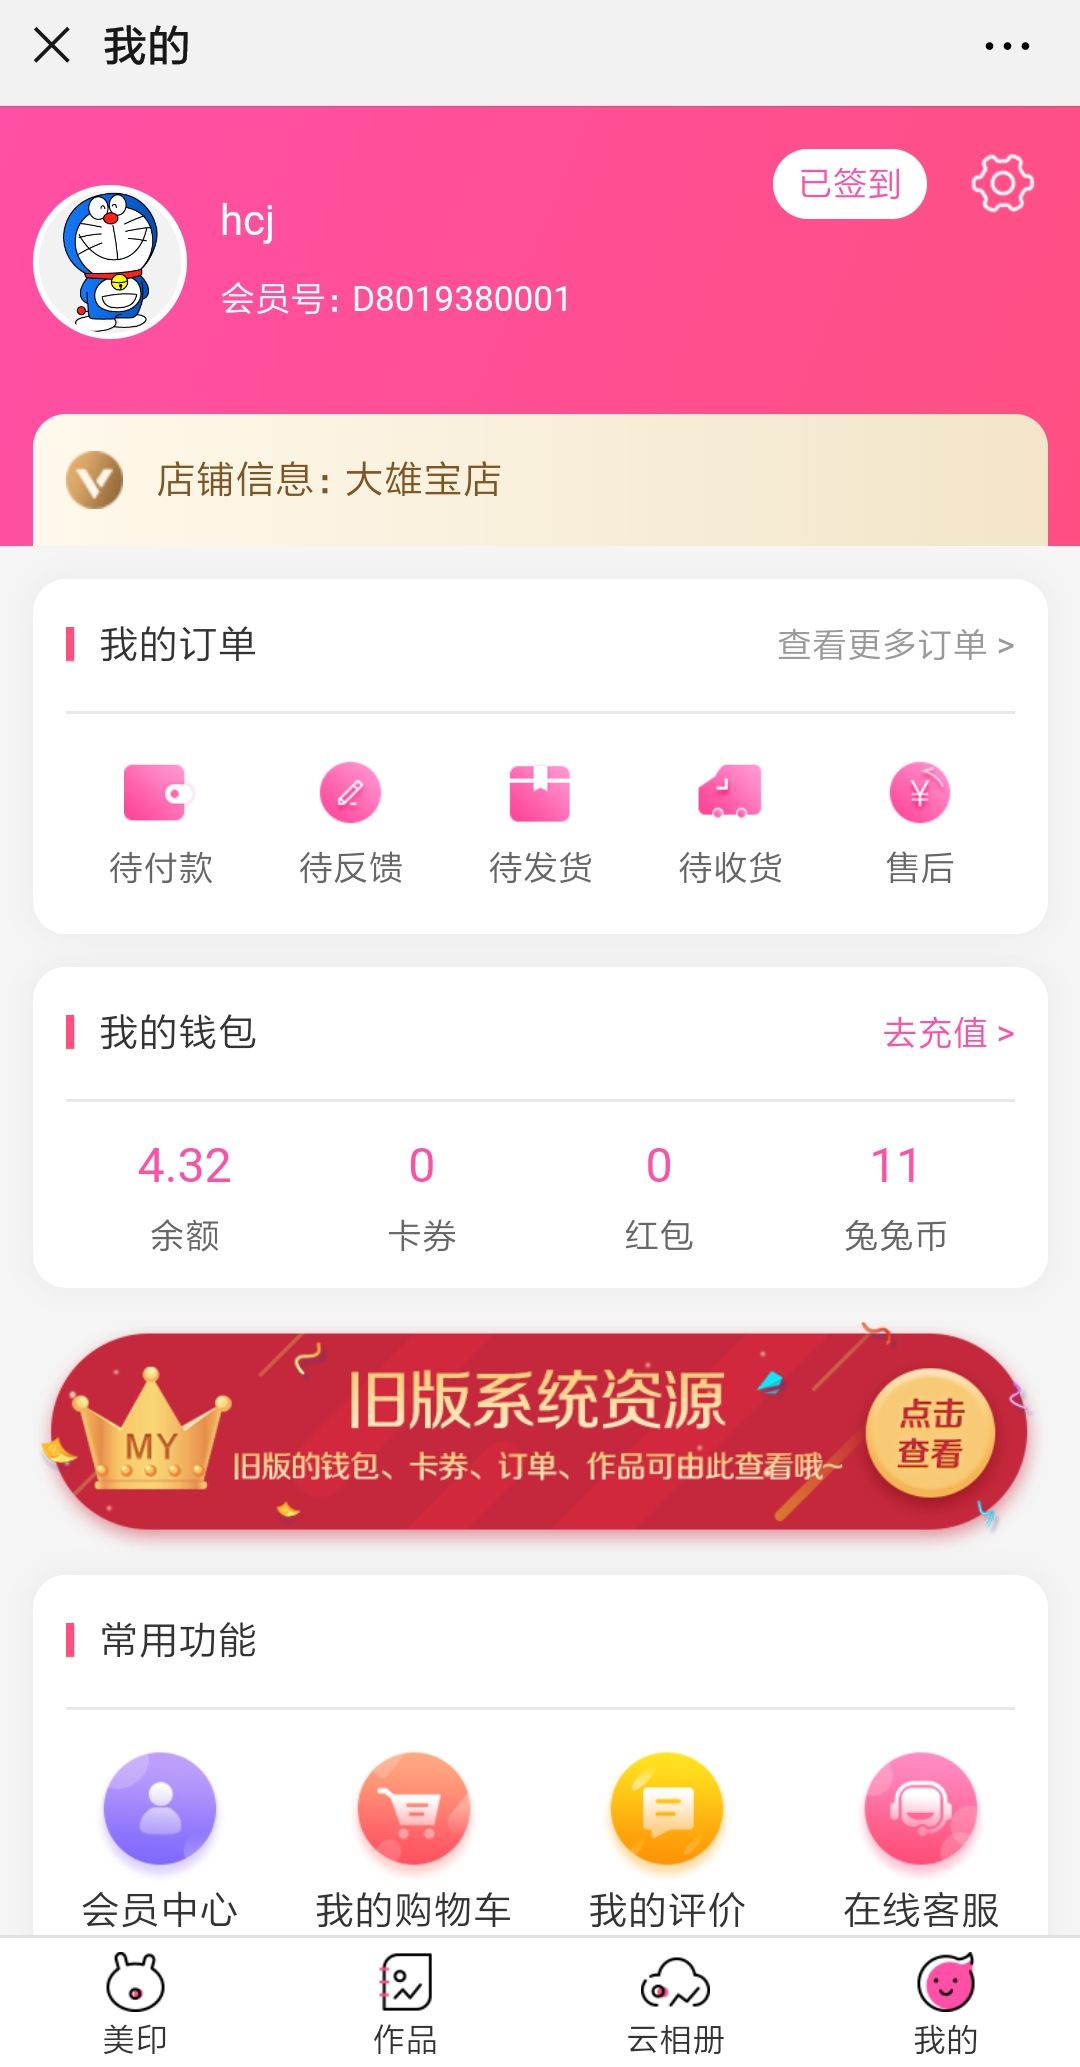 我的
已签到
hcj
会员号：D8019380001
店铺信息：大雄宝店
我的订单
查看更多订单 >
待付款 待反馈 待发货 待收货 售后
我的钱包
去充值 >
4.32 0 0 11
余额 卡券 红包 兔兔币
旧版系统资源
MY
旧版的钱包、卡券、订单、作品可由此查看哦~
点击
查看
常用功能
会员中心 我的购物车 我的评价 在线客服
美印 作品 云相册 我的